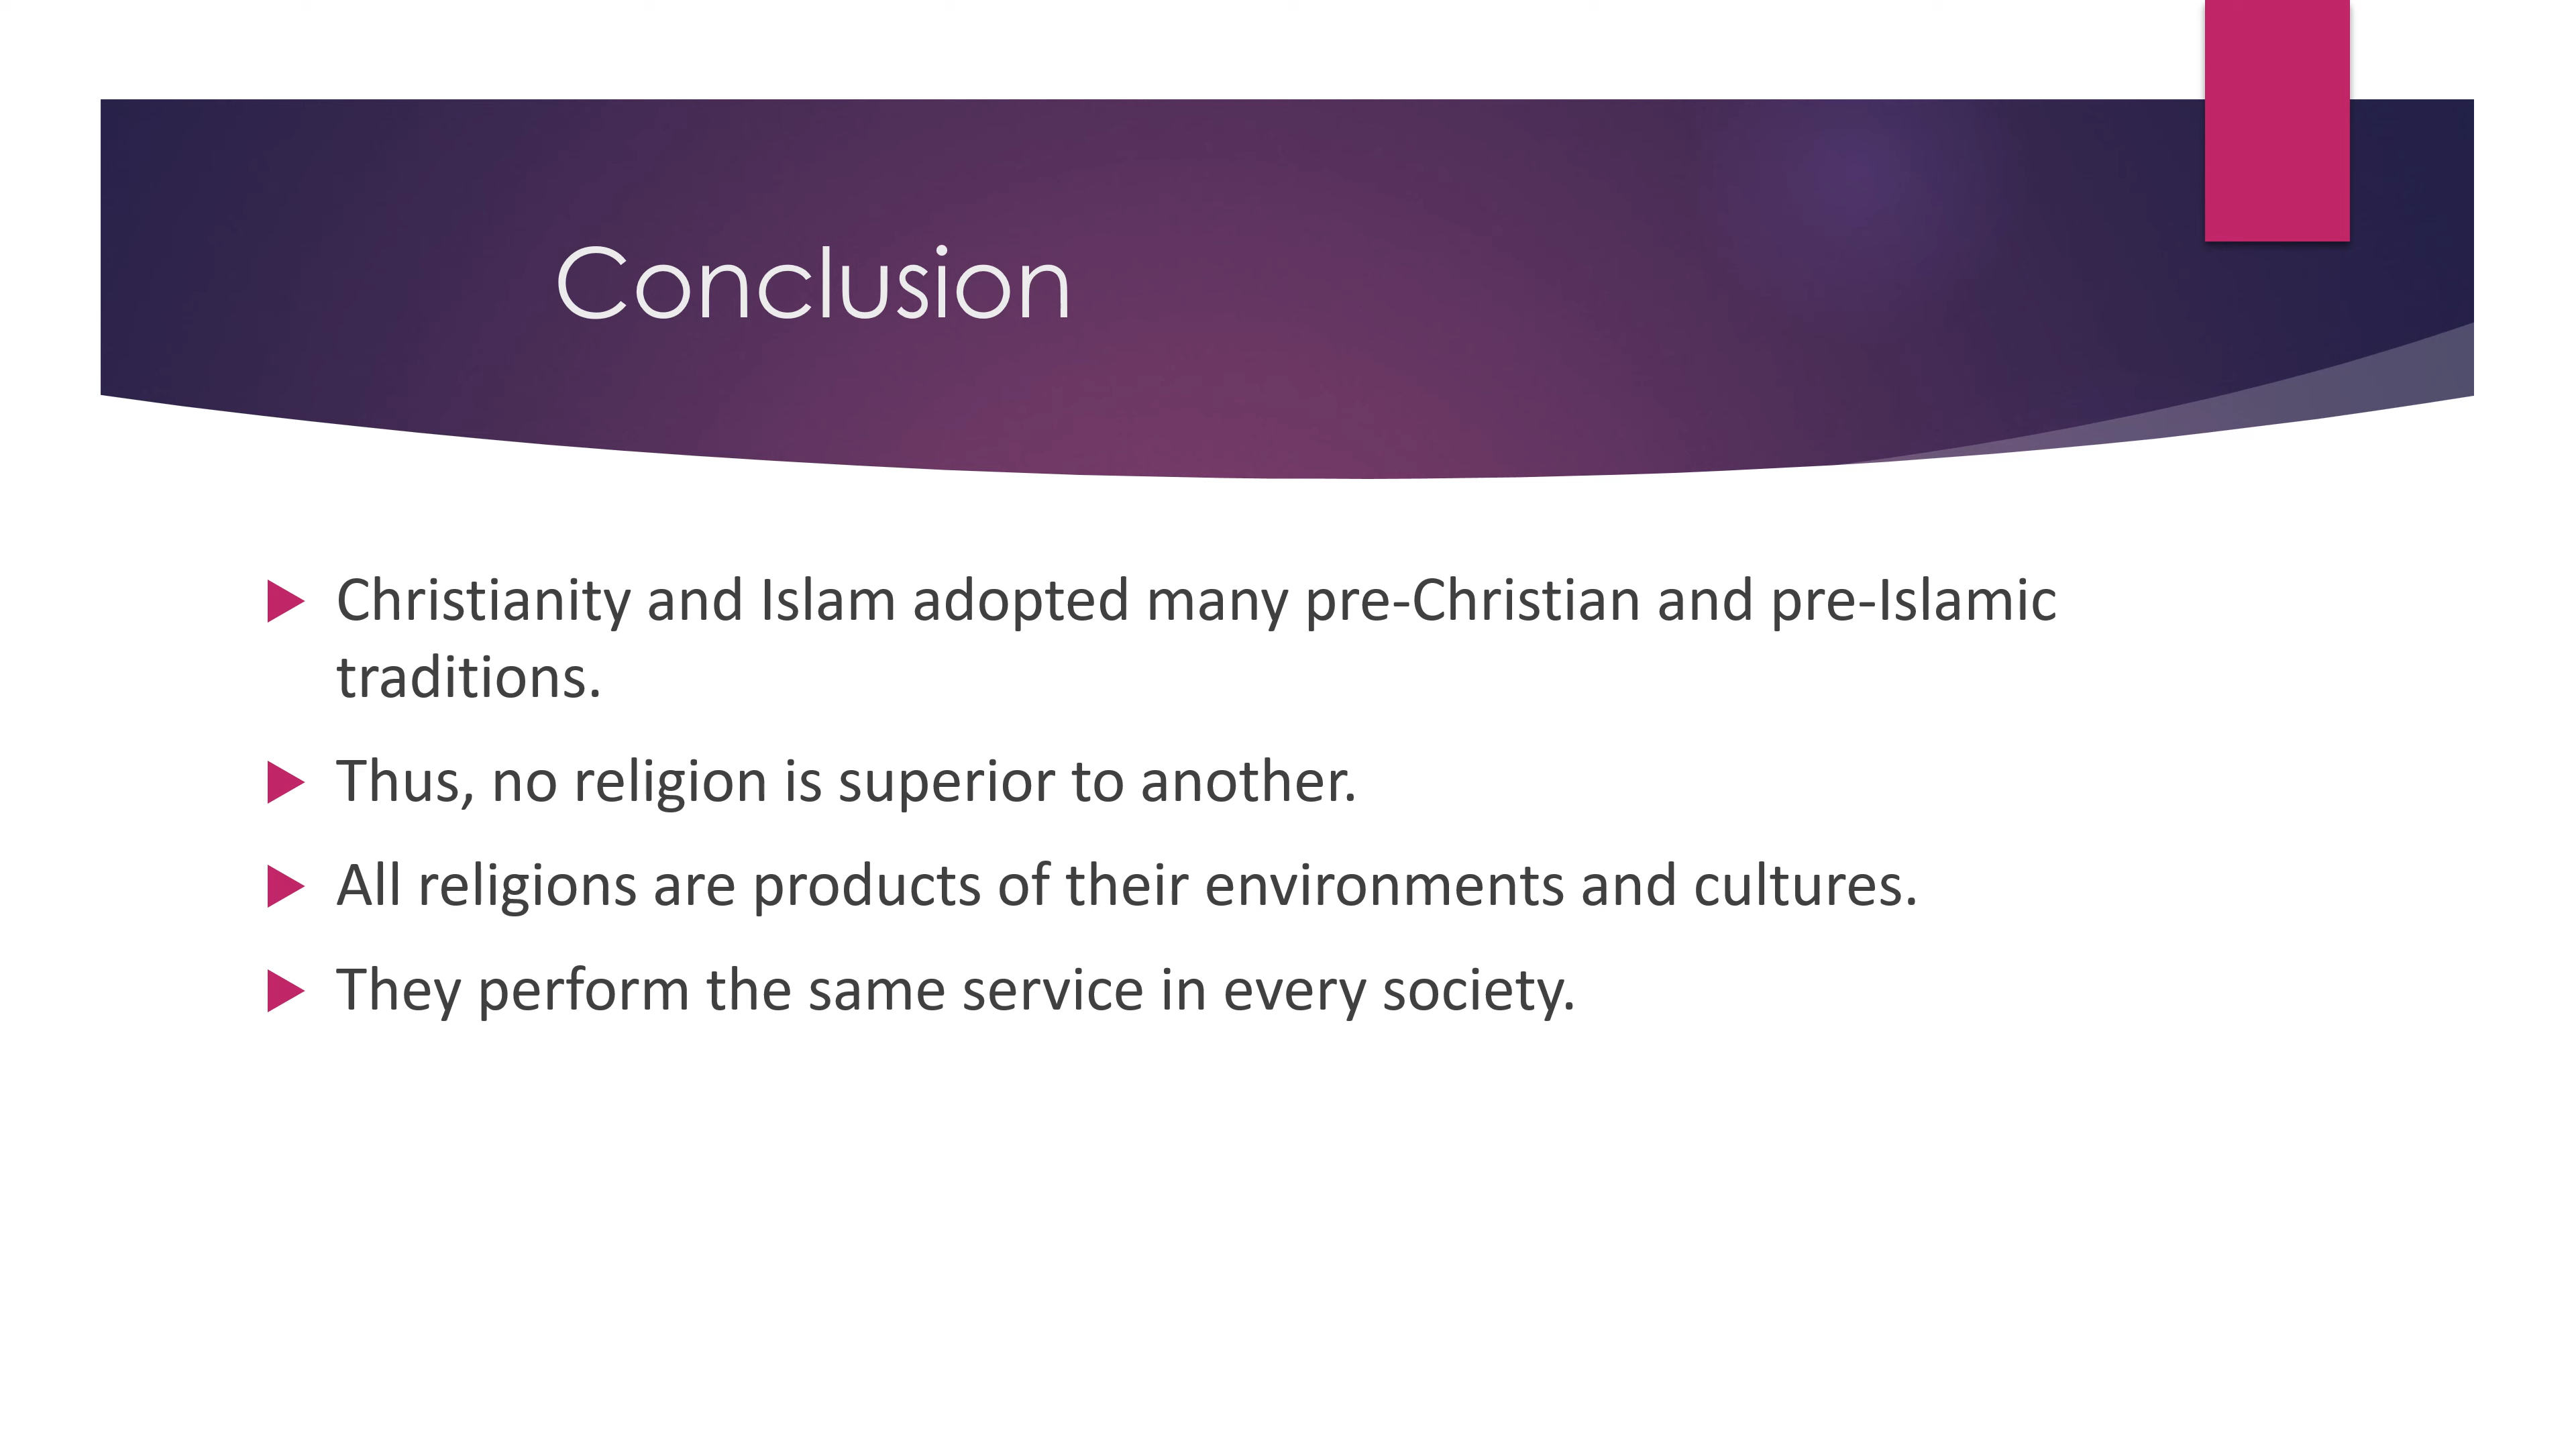 Conclusion
Christianity and Islam adopted many pre-Christian and pre-Islamic
traditions.
Thus, no religion is superior to another.
All religions are products of their environments and cultures.
They perform the same service in every society.